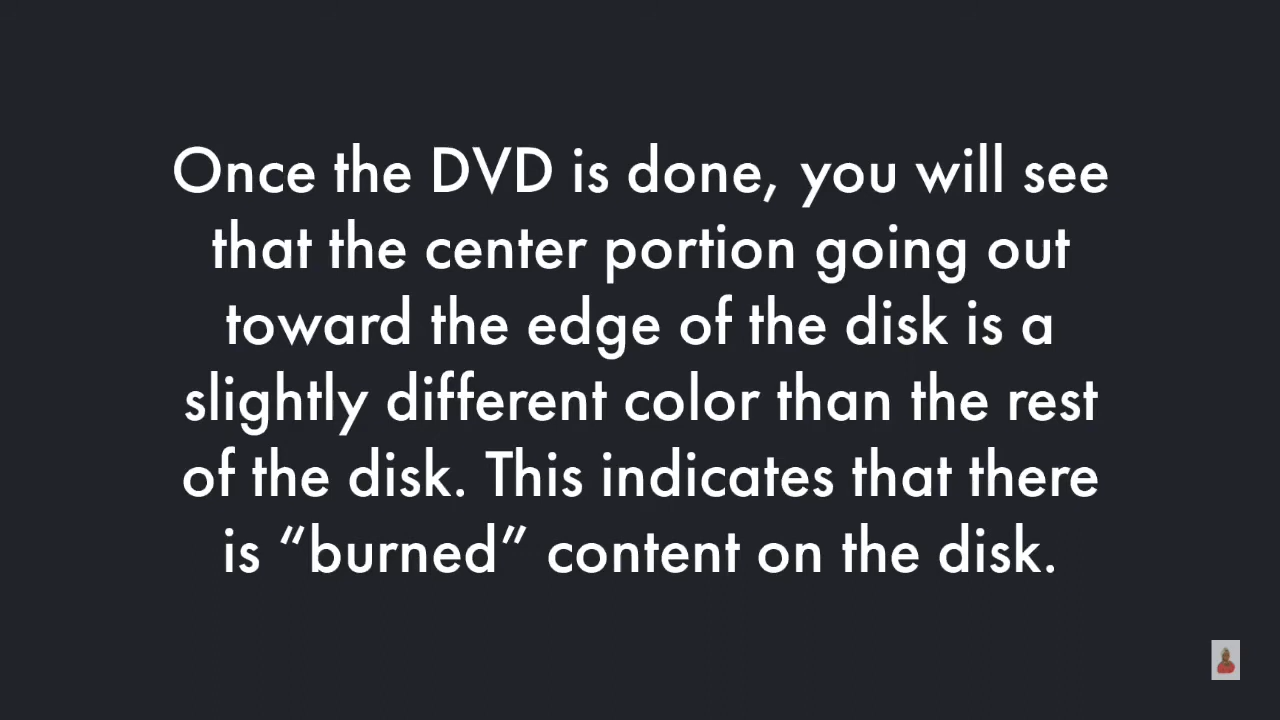 Once the DVD is done, you will see
that the center portion going out
toward the edge of the disk is a
slightly different color than the rest
of the disk. This indicates that there
is “burned” content on the disk.